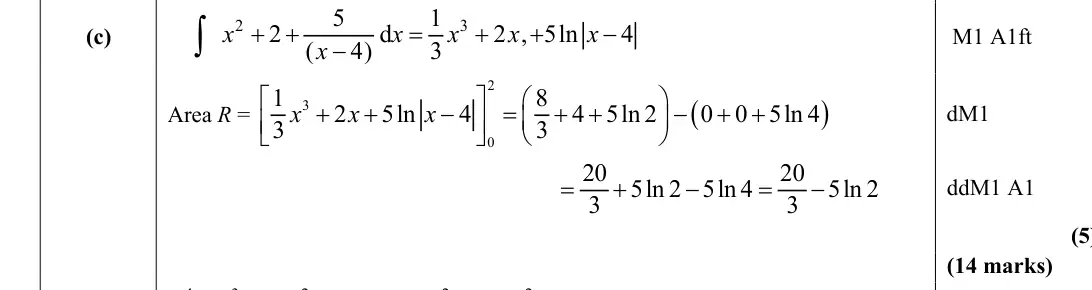 (c) ∫ x² + 2 + 5/(x − 4) dx = 1/3 x³ + 2x, +5 ln|x − 4| M1 A1ft
Area R = [1/3 x³ + 2x + 5 ln|x − 4|]₀² = (8/3 + 4 + 5 ln 2) − (0 + 0 + 5 ln 4) dM1
= 20/3 + 5 ln 2 − 5 ln 4 = 20/3 − 5 ln 2 ddM1 A1
(5)
(14 marks)